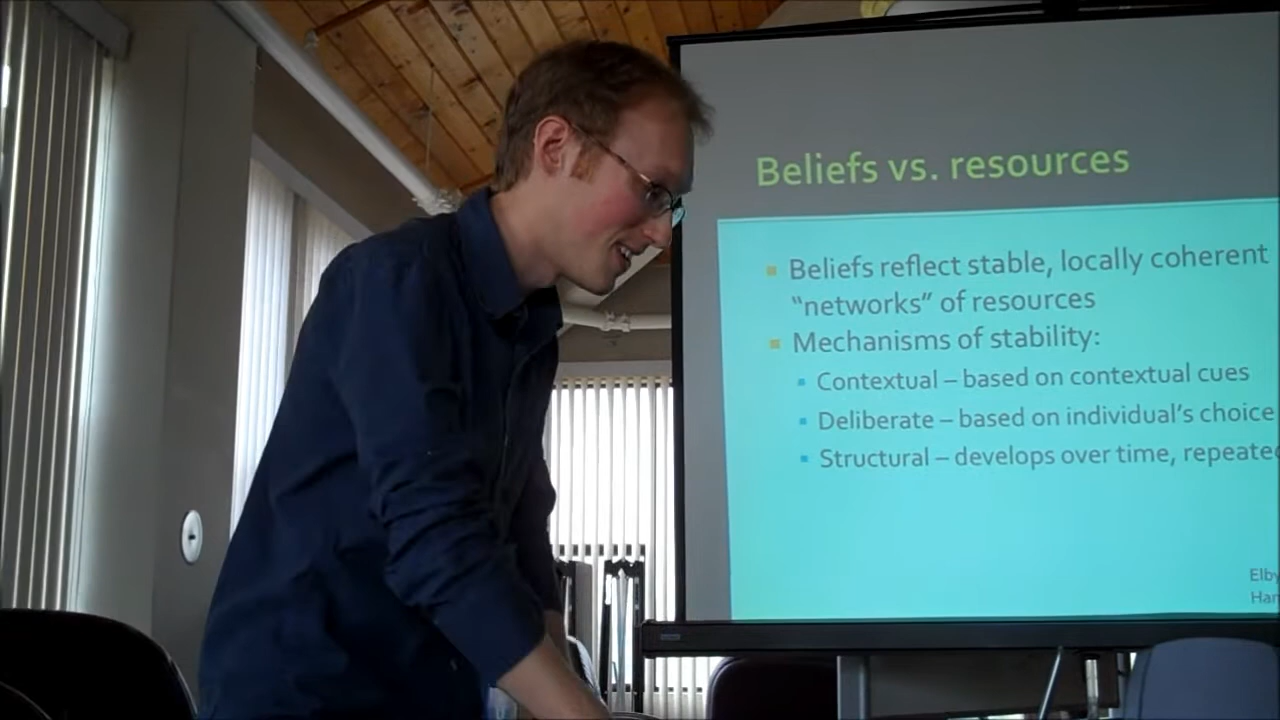 Beliefs vs. resources
Beliefs reflect stable, locally coherent
“networks” of resources
Mechanisms of stability:
Contextual – based on contextual cues
Deliberate – based on individual’s choice
Structural – develops over time,